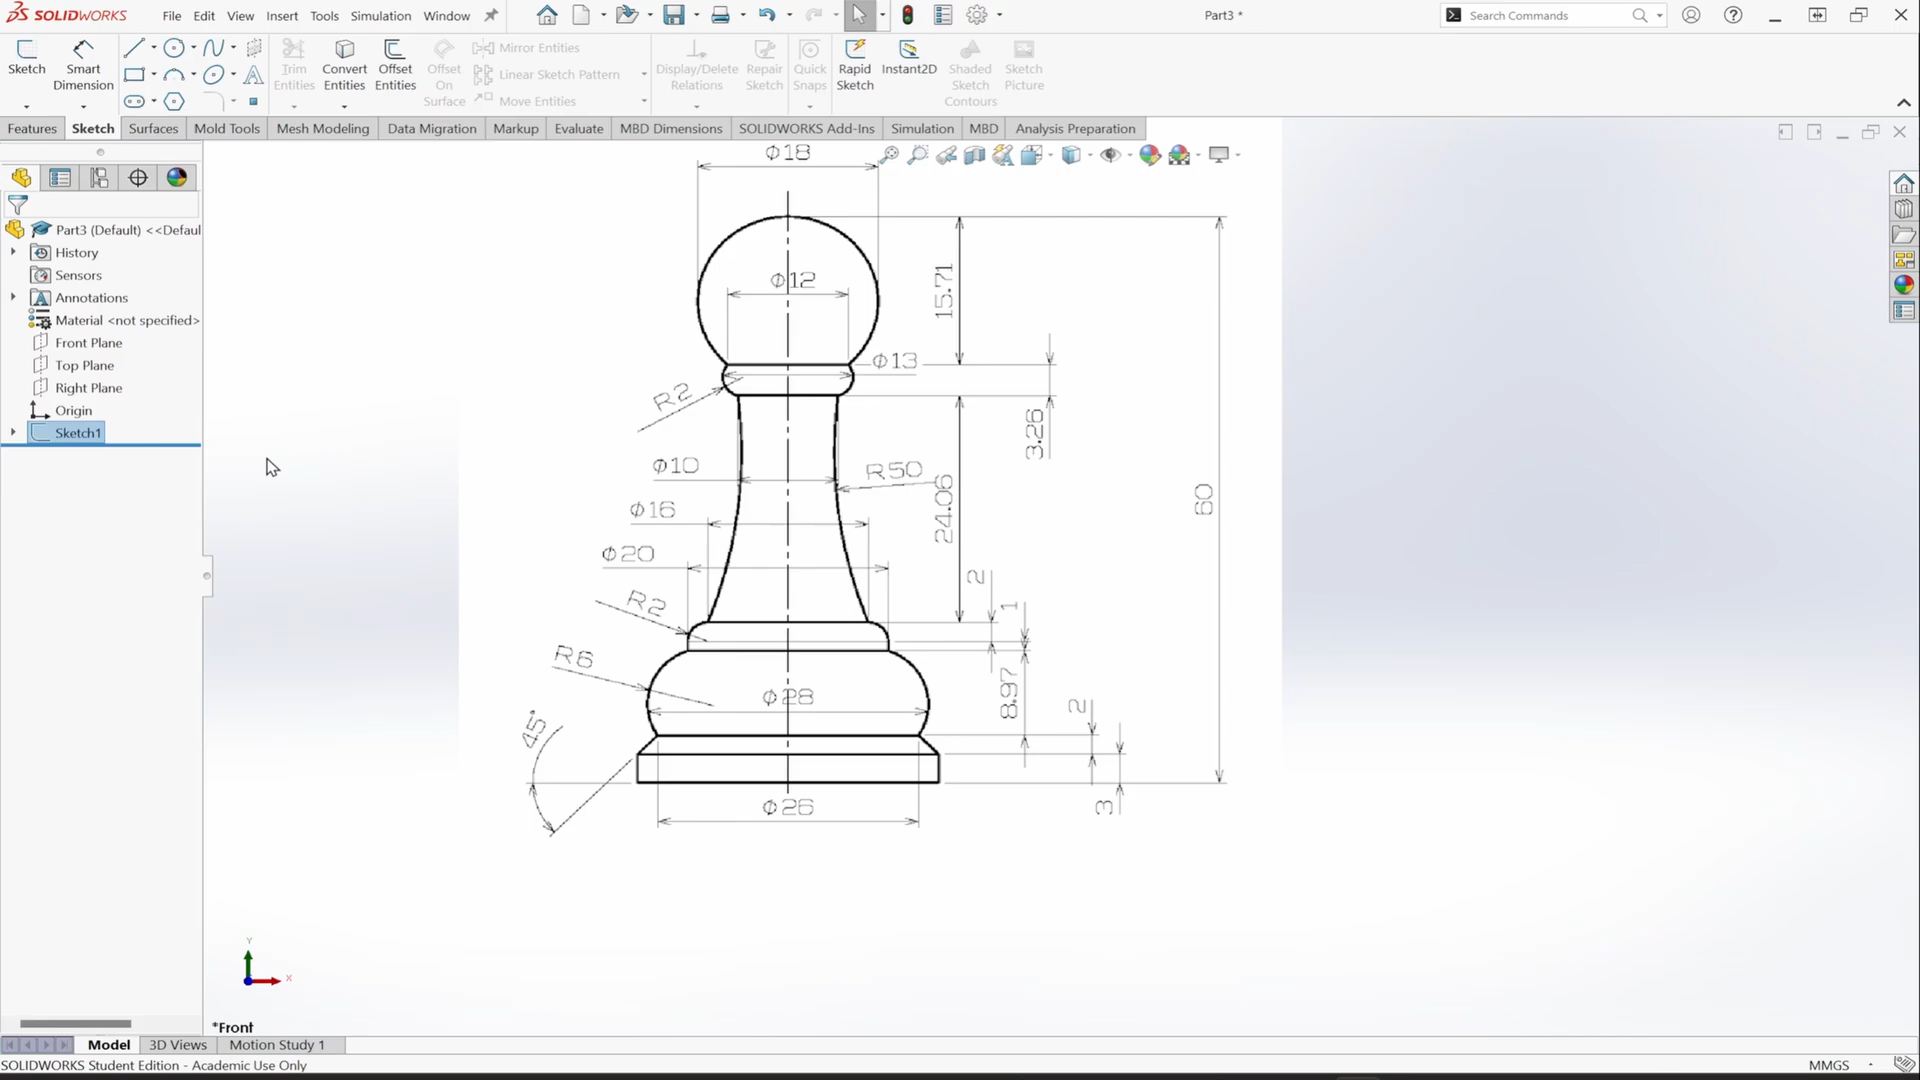 SOLIDWORKS
File Edit View Insert Tools Simulation Window
Part3 *
Search Commands
Sketch
Smart Dimension
Trim Entities
Convert Entities
Offset Entities
Offset On Surface
Mirror Entities
Linear Sketch Pattern
Move Entities
Display/Delete Relations
Repair Sketch
Quick Snaps
Rapid Sketch
Instant2D
Shaded Sketch Contours
Sketch Picture
Features Sketch Surfaces Mold Tools Mesh Modeling Data Migration Markup Evaluate MBD Dimensions SOLIDWORKS Add-Ins Simulation MBD Analysis Preparation
Part3 (Default) <<Defaul
History
Sensors
Annotations
Material <not specified>
Front Plane
Top Plane
Right Plane
Origin
Sketch1
Φ18
Φ12
15.71
Φ13
R2
3.26
Φ10
R50
24.06
60
Φ16
Φ20
2
R2
1
R6
8.97
Φ28
2
45°
3
Φ26
Y
X
*Front
Model 3D Views Motion Study 1
SOLIDWORKS Student Edition - Academic Use Only
MMGS